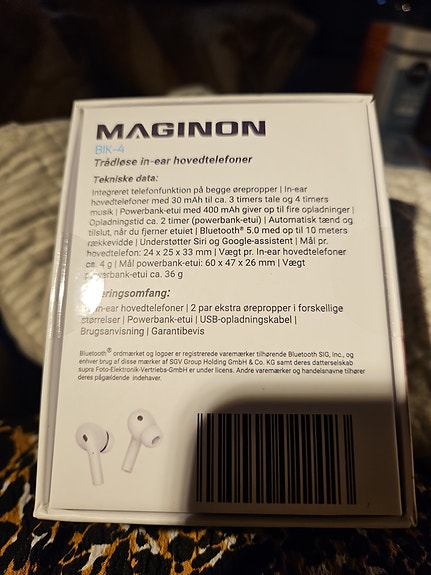 MAGINON
BIK-4
Trådløse in-ear hovedtelefoner
Tekniske data:
Integreret telefonfunktion på begge ørepropper | In-ear
hovedtelefoner med 30 mAh til ca. 3 timers tale og 4 timers
musik | Powerbank-etui med 400 mAh giver op til fire opladninger |
Opladningstid ca. 2 timer (powerbank-etui) | Automatisk tænd og
tilslut, når du fjerner etuiet | Bluetooth® 5.0 med op til 10 meters
rækkevidde | Understøtter Siri og Google-assistent | Mål pr.
hovedtelefon: 24 x 25 x 33 mm | Vægt pr. In-ear hovedtelefoner
ca. 4 g | Mål powerbank-etui: 60 x 47 x 26 mm | Vægt
powerbank-etui ca. 36 g
Leveringsomfang:
In-ear hovedtelefoner | 2 par ekstra ørepropper i forskellige
størrelser | Powerbank-etui | USB-opladningskabel |
Brugsanvisning | Garantibevis
Bluetooth® ordmærket og logoer er registrerede varemærker tilhørende Bluetooth SIG, Inc., og
enhver brug af disse mærker af SGV Group Holding GmbH & Co. KG samt deres datterselskab
supra Foto-Elektronik-Vertriebs-GmbH er under licens. Andre varemærker og handelsnavne tilhører
deres pågældende indehaver.